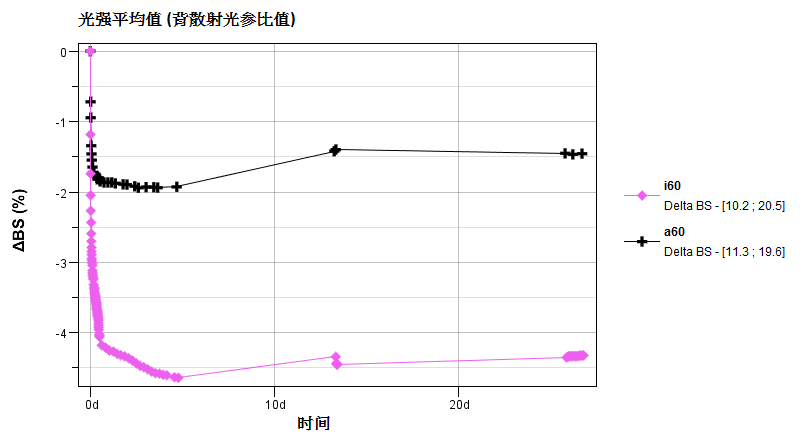 光强平均值 (背散射光参比值)
0
-1
-2
-3
-4
ΔBS (%)
0d
10d
20d
时间
i60
Delta BS - [10.2 ; 20.5]
a60
Delta BS - [11.3 ; 19.6]